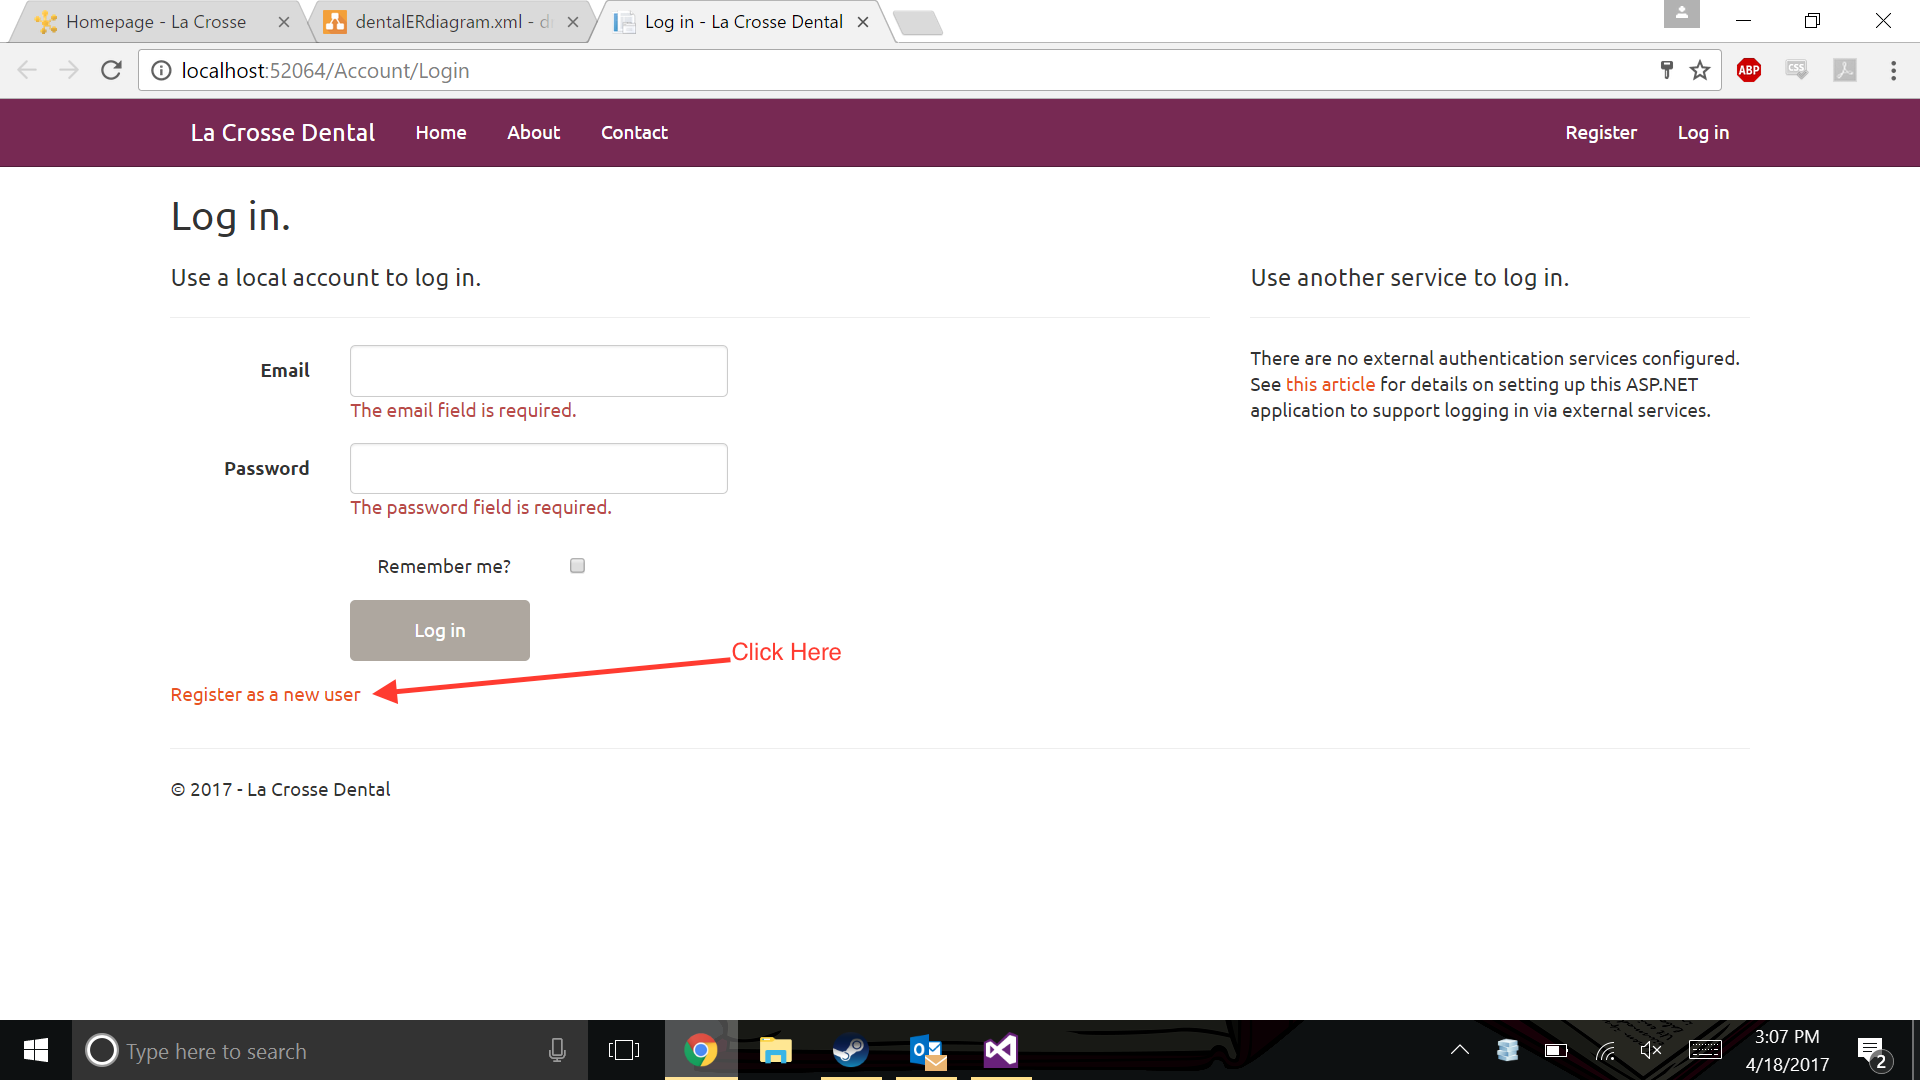 Homepage - La Crosse
dentalERdiagram.xml - d
Log in - La Crosse Dental
localhost:52064/Account/Login
ABP
CSS
La Crosse Dental
Home
About
Contact
Register
Log in
Log in.
Use a local account to log in.
Use another service to log in.
Email
The email field is required.
Password
The password field is required.
Remember me?
Log in
There are no external authentication services configured.
See this article for details on setting up this ASP.NET
application to support logging in via external services.
Click Here
Register as a new user
© 2017 - La Crosse Dental
Type here to search
3:07 PM
4/18/2017
2